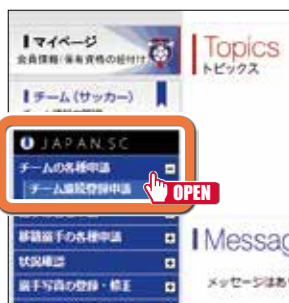 マイページ
会員情報・保有資格の紐付け
Topics
トピックス
チーム(サッカー)
JAPAN.SC
チームの各種申請
チーム継続登録申請
OPEN
移籍選手の各種申請
Messag
状況確認
選手写真の登録・修正
メッセージはあ